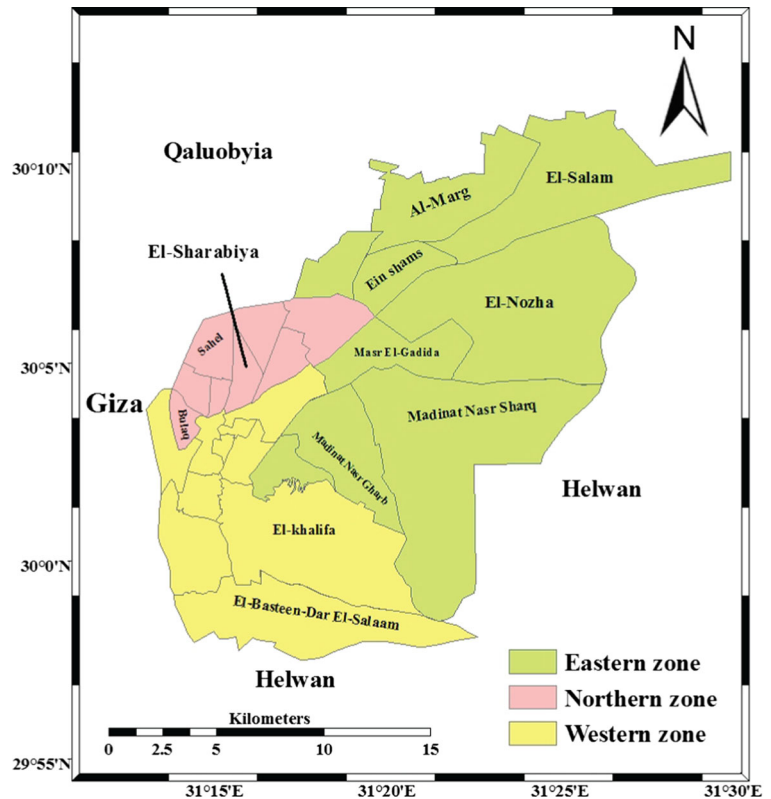 N
Qaluobyia
30°10'N
El-Salam
Al-Marg
El-Sharabiya
Ein shams
El-Nozha
Sahel
Masr El-Gadida
30°5'N
Giza
Bulaq
Madinat Nasr Sharq
Madinat Nasr Gharb
Helwan
El-khalifa
30°0'N
El-Basteen-Dar El-Salaam
Helwan
Eastern zone
Northern zone
Western zone
Kilometers
0 2.5 5 10 15
29°55'N
31°15'E 31°20'E 31°25'E 31°30'E